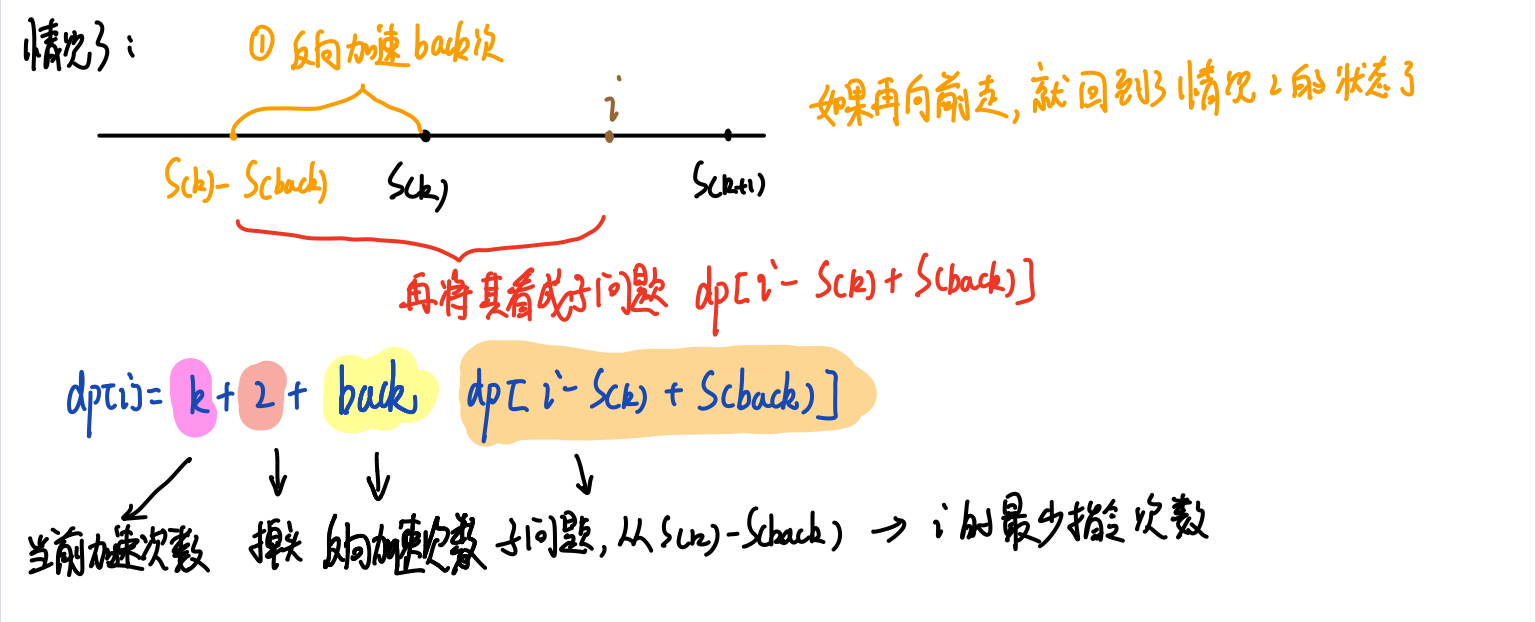 情况3：
① 反向加速back次
i
如果再向前走，就回到了情况2的状态了
S(k)-S(back)
S(k)
S(k+1)
再将其看成子问题 dp[i-S(k)+S(back)]
dp[i]=k+2+back dp[i-S(k)+S(back)]
当前加速次数 掉头 反向加速次数 子问题，从S(k)-S(back)→i的最少指令次数